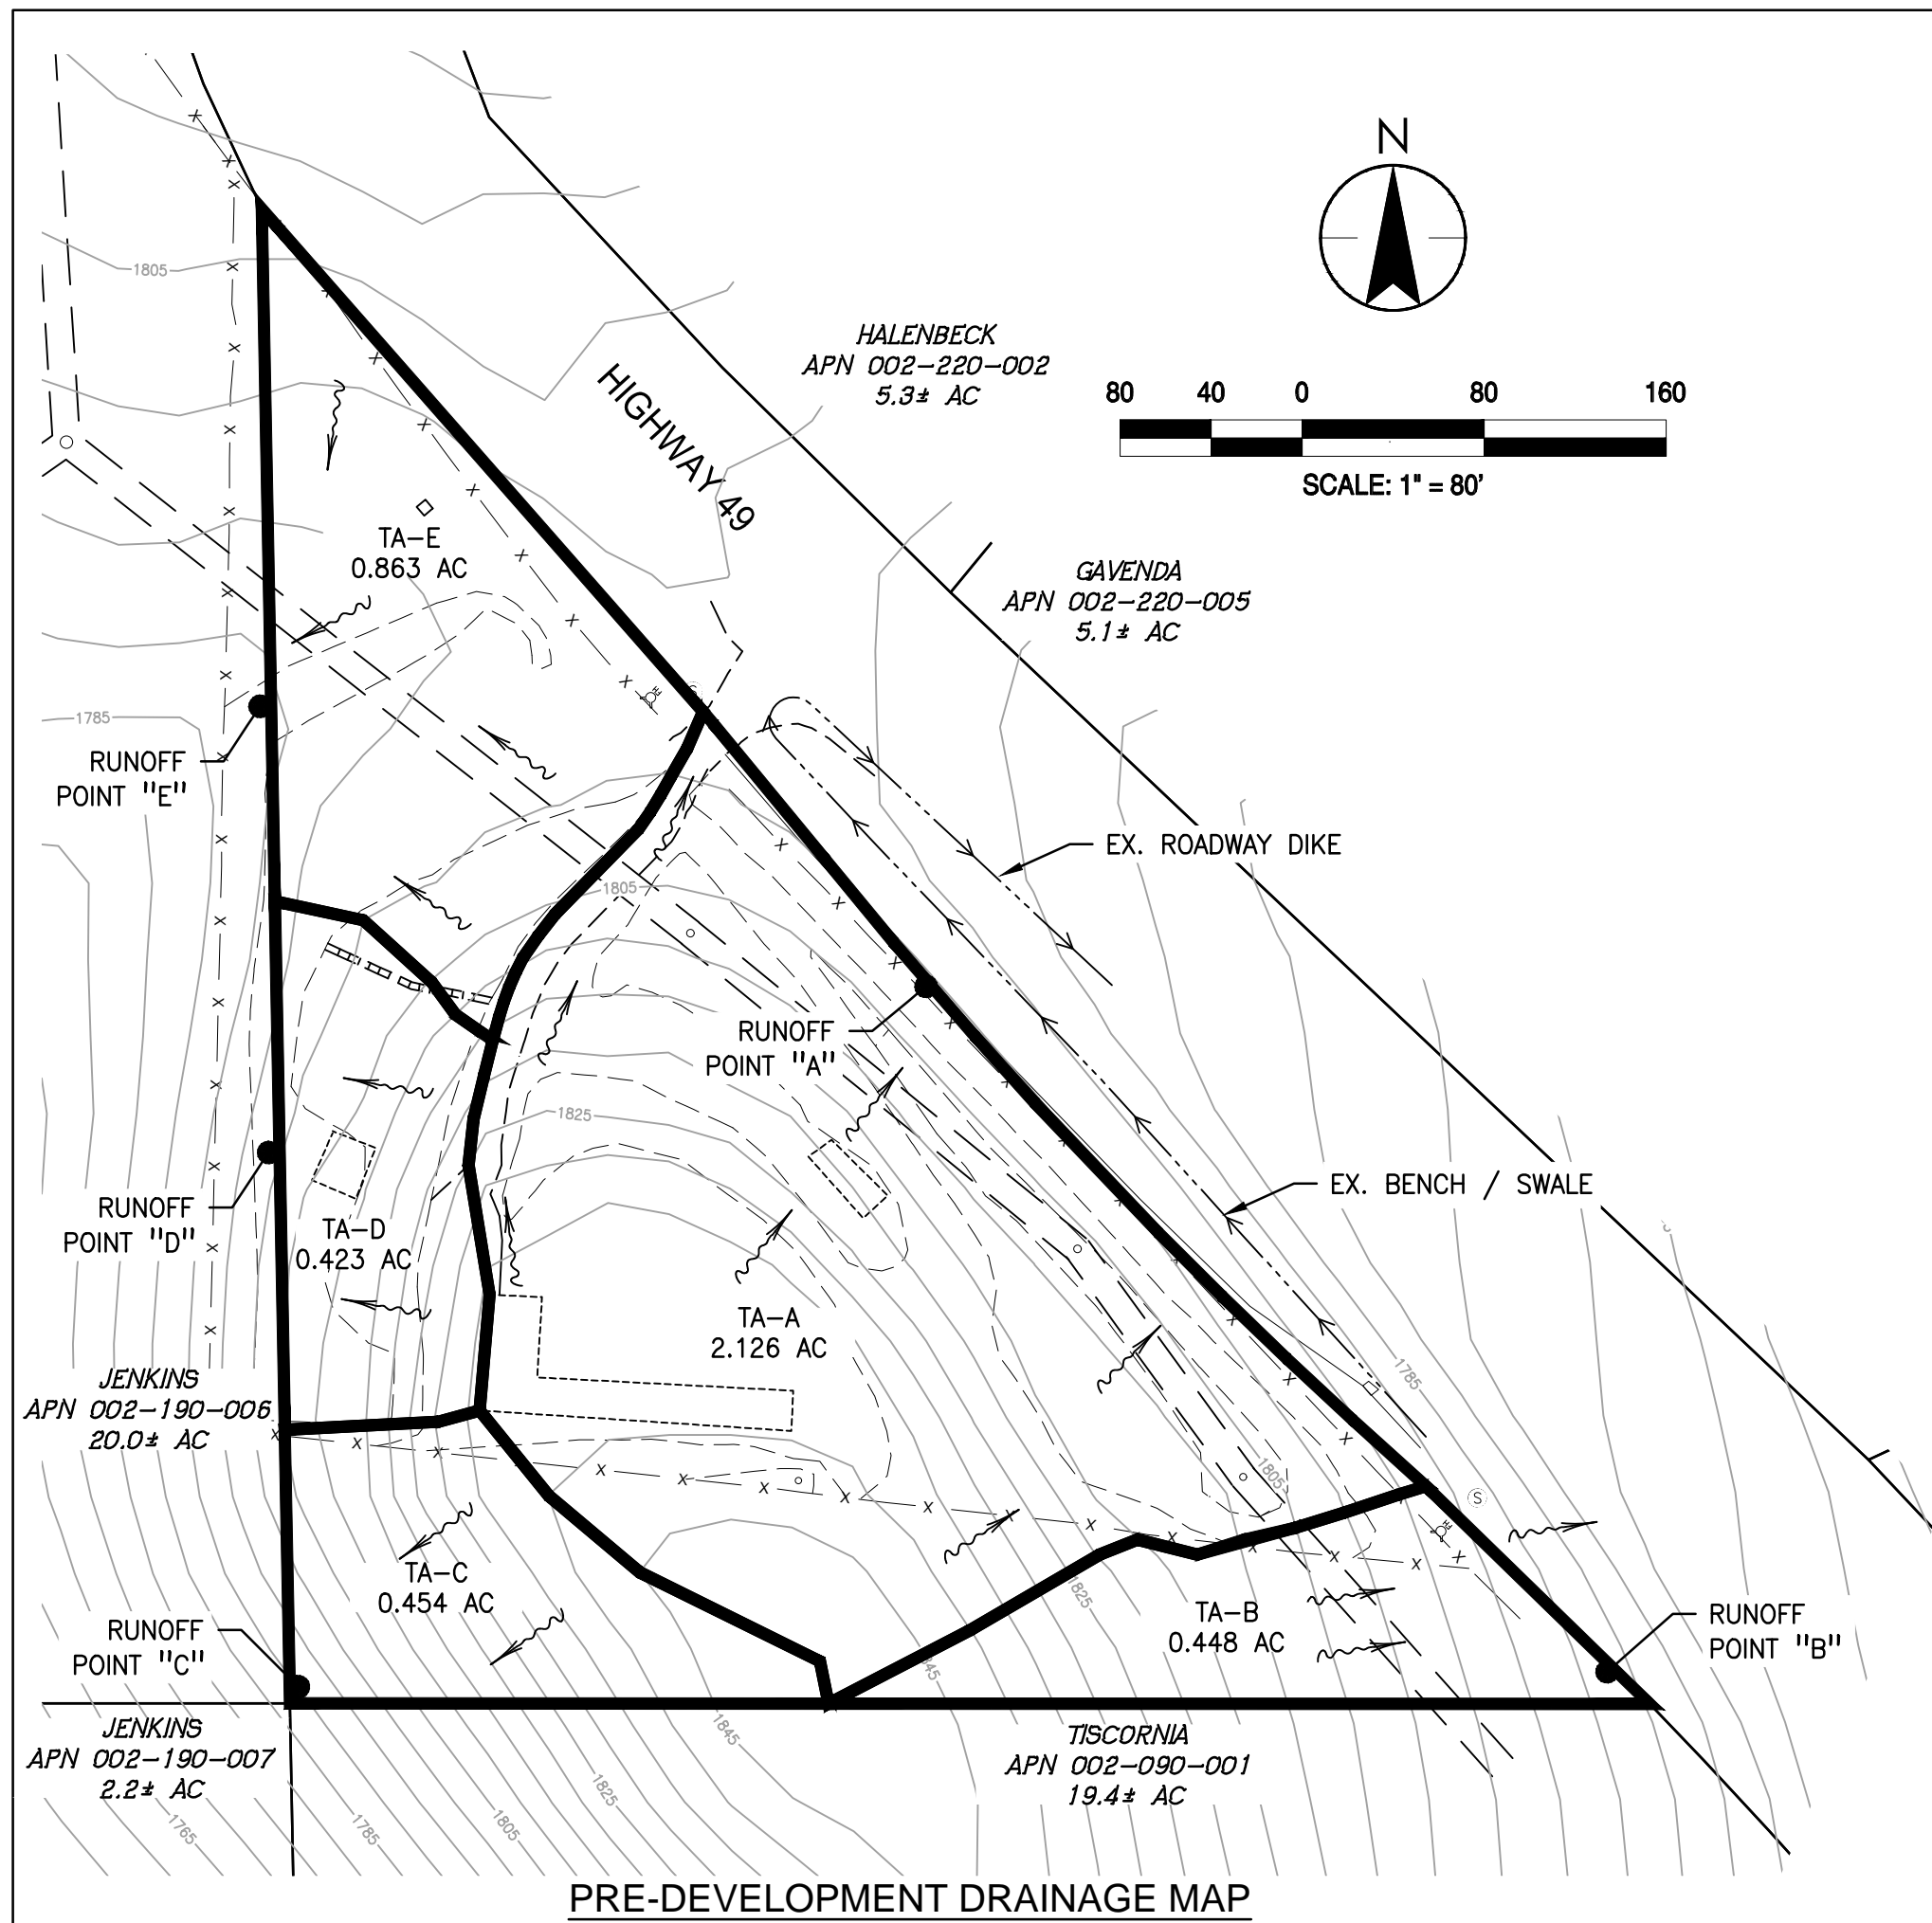 N
1805
HALENBECK
APN 002-220-002
5.3± AC
HIGHWAY 49
80 40 0 80 160
SCALE: 1" = 80'
TA-E
0.863 AC
GAVENDA
APN 002-220-005
5.1± AC
1785
RUNOFF
POINT "E"
EX. ROADWAY DIKE
1805
RUNOFF
POINT "A"
1825
EX. BENCH / SWALE
RUNOFF
POINT "D"
TA-D
0.423 AC
TA-A
2.126 AC
1785
JENKINS
APN 002-190-006
20.0± AC
1805
S
TA-C
0.454 AC
1825
TA-B
0.448 AC
RUNOFF
POINT "C"
RUNOFF
POINT "B"
JENKINS
APN 002-190-007
2.2± AC
1845
TISCORNIA
APN 002-090-001
19.4± AC
1765
1785
1805
1825
PRE-DEVELOPMENT DRAINAGE MAP